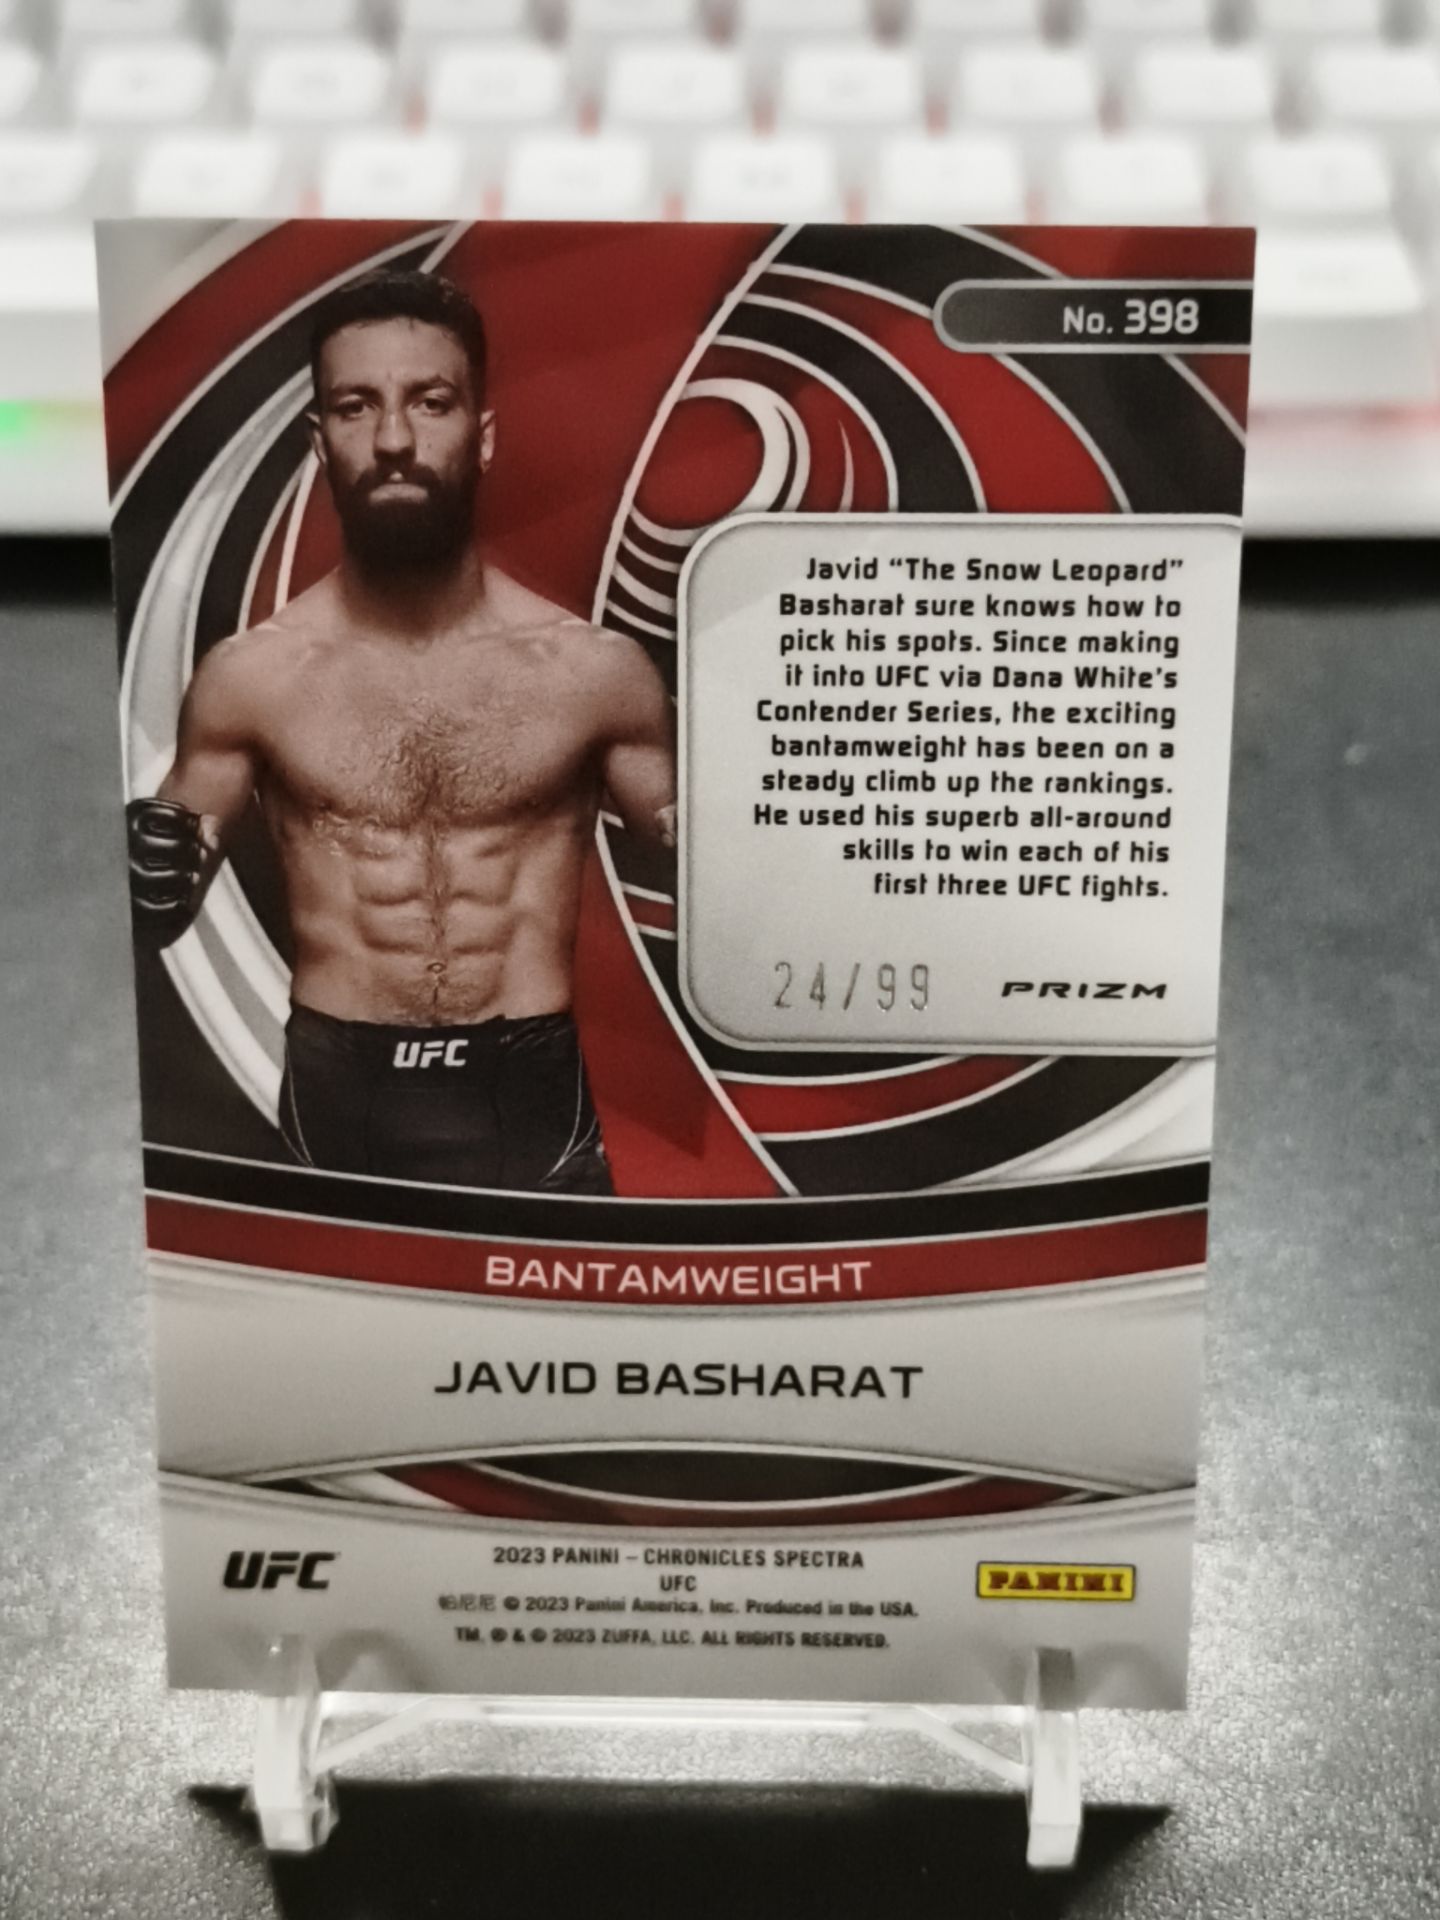 No. 398
Javid “The Snow Leopard”
Basharat sure knows how to
pick his spots. Since making
it into UFC via Dana White’s
Contender Series, the exciting
bantamweight has been on a
steady climb up the rankings.
He used his superb all-around
skills to win each of his
first three UFC fights.
24/99 PRIZM
UFC
BANTAMWEIGHT
JAVID BASHARAT
UFC
2023 PANINI – CHRONICLES SPECTRA
UFC
帕尼尼 © 2023 Panini America, Inc. Produced in the USA.
TM, ® & © 2023 ZUFFA, LLC. ALL RIGHTS RESERVED.
PANINI